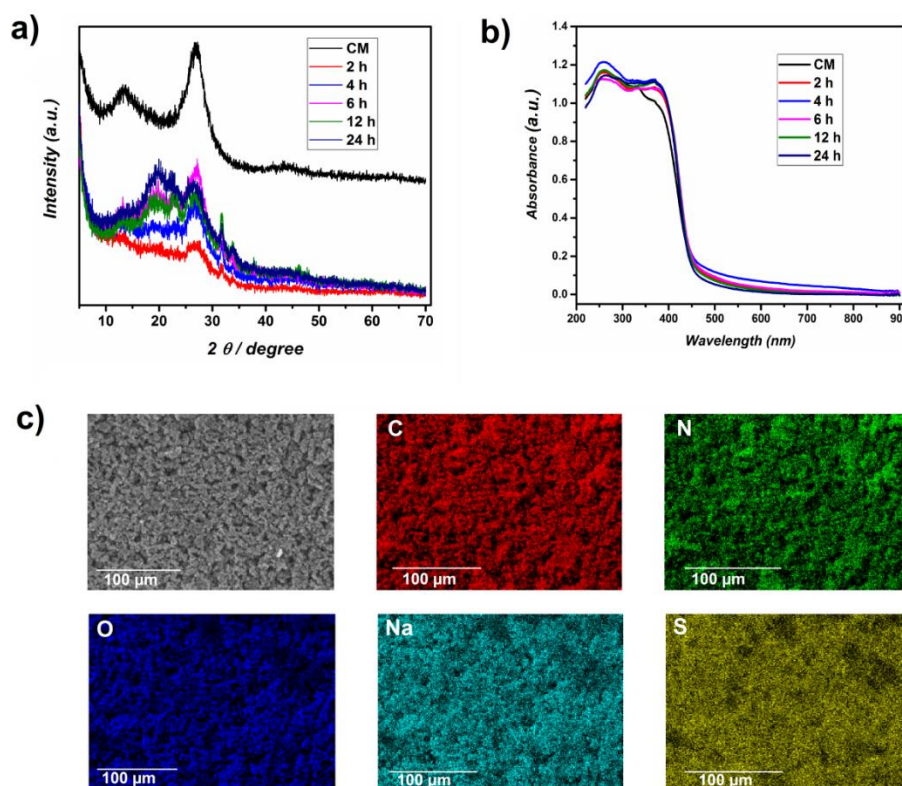 a)
Intensity (a.u.)
CM
2 h
4 h
6 h
12 h
24 h
10 20 30 40 50 60 70
2 θ / degree
b)
Absorbance (a.u.)
1.4
1.2
1.0
0.8
0.6
0.4
0.2
0.0
CM
2 h
4 h
6 h
12 h
24 h
200 300 400 500 600 700 800 900
Wavelength (nm)
c)
100 µm
C
100 µm
N
100 µm
O
100 µm
Na
100 µm
S
100 µm